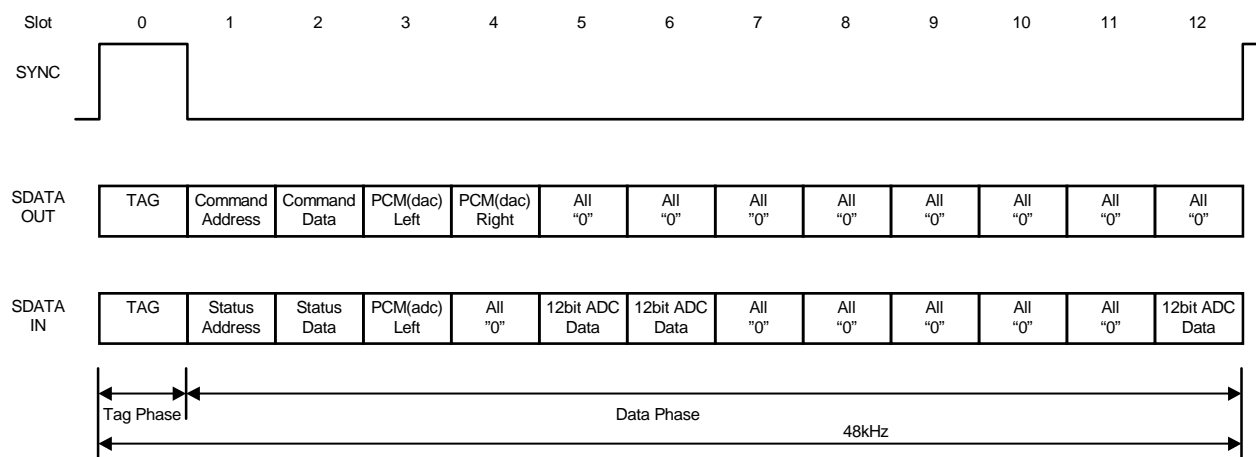 Slot 0 1 2 3 4 5 6 7 8 9 10 11 12
SYNC
SDATA
OUT
TAG Command Command PCM(dac) PCM(dac) All All All All All All All All
Address Data Left Right “0” “0” ”0” “0” “0” “0” “0” “0”
SDATA
IN
TAG Status Status PCM(adc) All 12bit ADC 12bit ADC All All All All All 12bit ADC
Address Data Left ”0” Data Data ”0” “0” “0” “0” “0” Data
Tag Phase Data Phase
48kHz